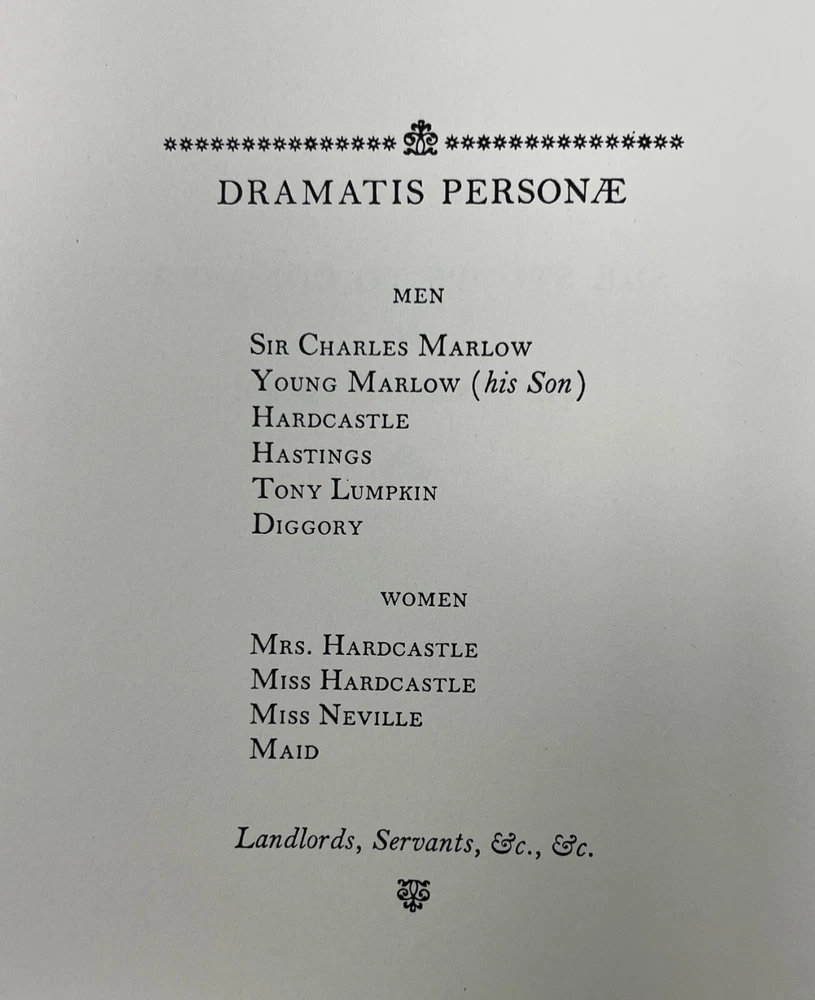 DRAMATIS PERSONÆ
MEN
Sir Charles Marlow
Young Marlow (his Son)
Hardcastle
Hastings
Tony Lumpkin
Diggory
WOMEN
Mrs. Hardcastle
Miss Hardcastle
Miss Neville
Maid
Landlords, Servants, &c., &c.